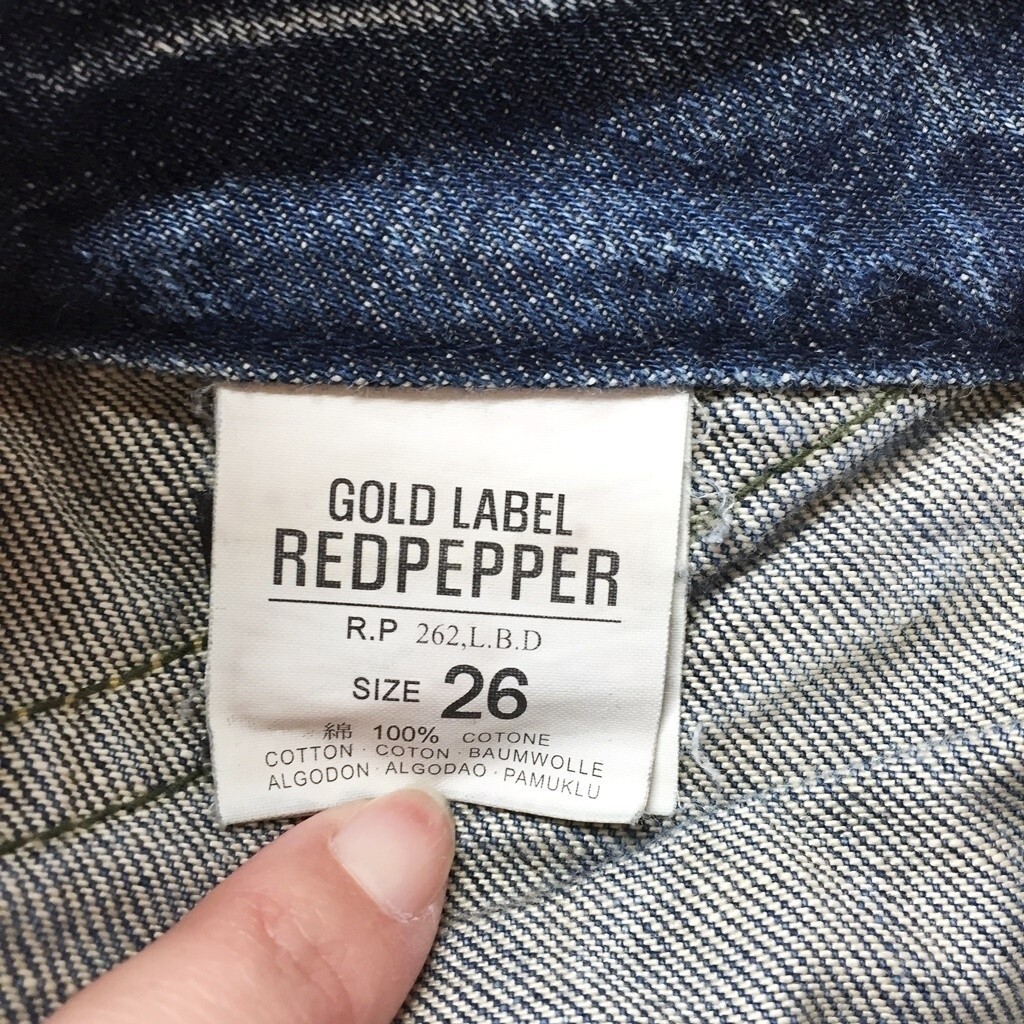 GOLD LABEL
REDPEPPER
R.P 262,L.B.D
SIZE 26
綿 100% COTONE
COTTON · COTON · BAUMWOLLE
ALGODON · ALGODAO · PAMUKLU